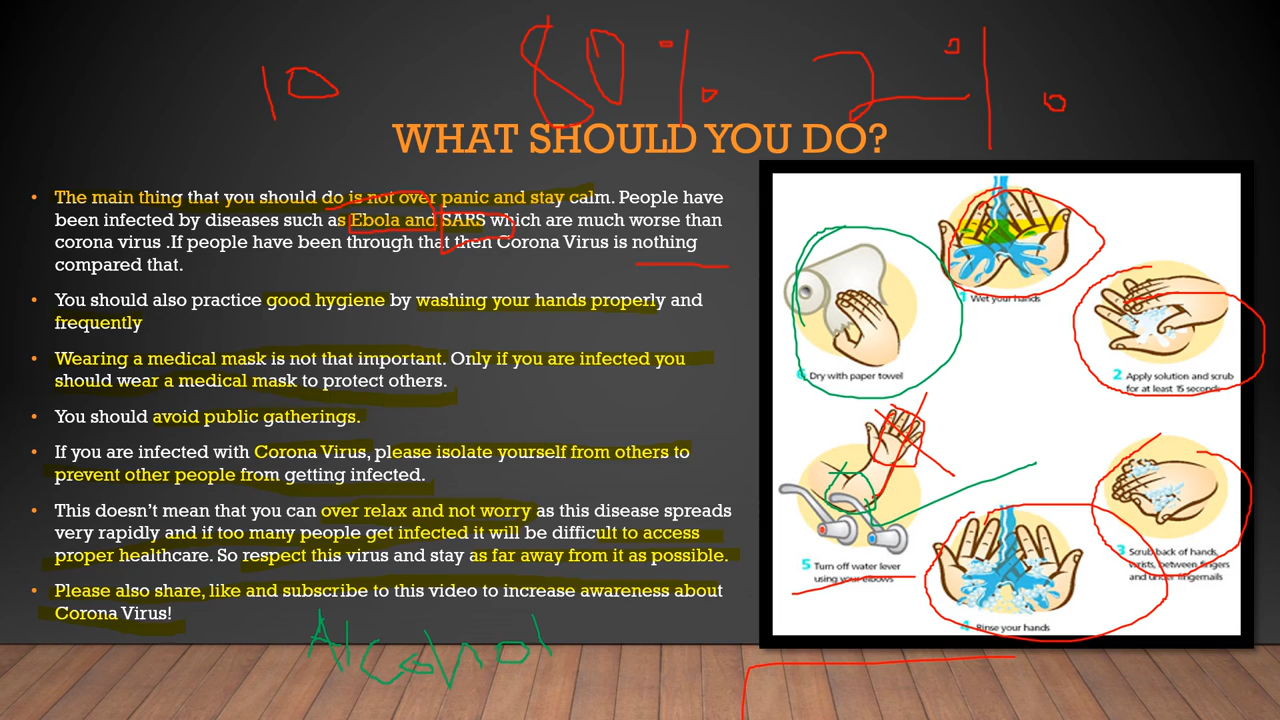 10 80% 2%
WHAT SHOULD YOU DO?
• The main thing that you should do is not over panic and stay calm. People have
been infected by diseases such as Ebola and SARS which are much worse than
corona virus .If people have been through that then Corona Virus is nothing
compared that.
• You should also practice good hygiene by washing your hands properly and
frequently
• Wearing a medical mask is not that important. Only if you are infected you
should wear a medical mask to protect others.
• You should avoid public gatherings.
• If you are infected with Corona Virus, please isolate yourself from others to
prevent other people from getting infected.
• This doesn't mean that you can over relax and not worry as this disease spreads
very rapidly and if too many people get infected it will be difficult to access
proper healthcare. So respect this virus and stay as far away from it as possible.
• Please also share, like and subscribe to this video to increase awareness about
Corona Virus!
Alcohol
1 Wet your hands
2 Apply solution and scrub
for at least 15 seconds
3 Scrub back of hands,
wrists, between fingers
and under fingernails
4 Rinse your hands
5 Turn off water lever
using your elbows
6 Dry with paper towel